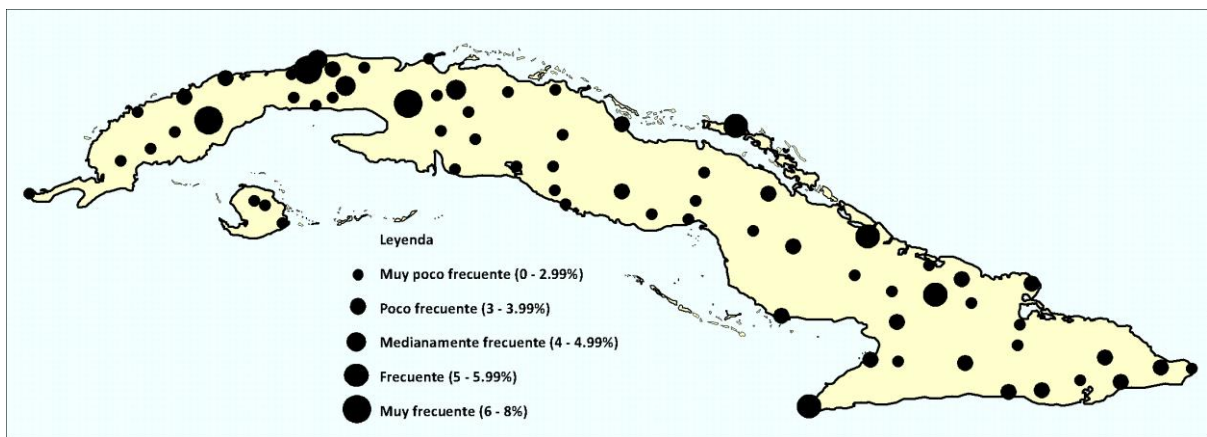 Leyenda
Muy poco frecuente (0 - 2.99%)
Poco frecuente (3 - 3.99%)
Medianamente frecuente (4 - 4.99%)
Frecuente (5 - 5.99%)
Muy frecuente (6 - 8%)